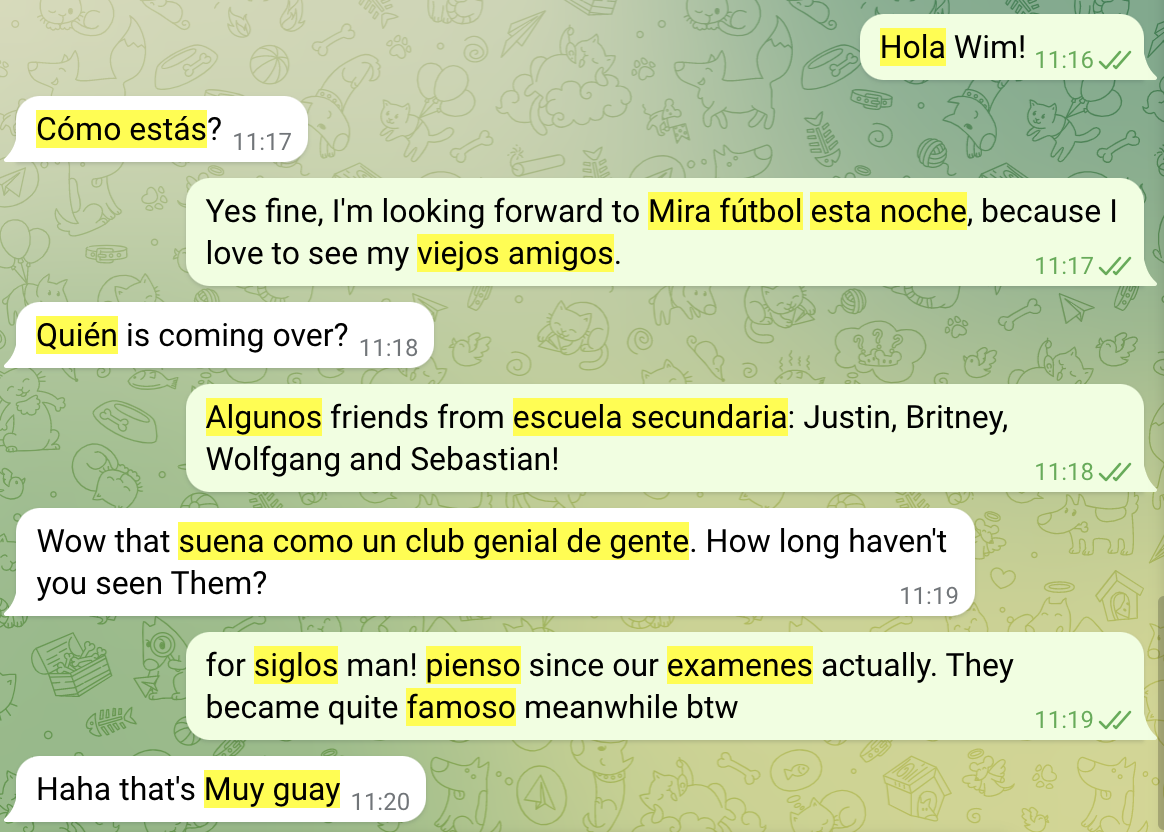 Hola Wim! 11:16
Cómo estás? 11:17
Yes fine, I'm looking forward to Mira fútbol esta noche, because I
love to see my viejos amigos. 11:17
Quién is coming over? 11:18
Algunos friends from escuela secundaria: Justin, Britney,
Wolfgang and Sebastian! 11:18
Wow that suena como un club genial de gente. How long haven't
you seen Them? 11:19
for siglos man! pienso since our examenes actually. They
became quite famoso meanwhile btw 11:19
Haha that's Muy guay 11:20